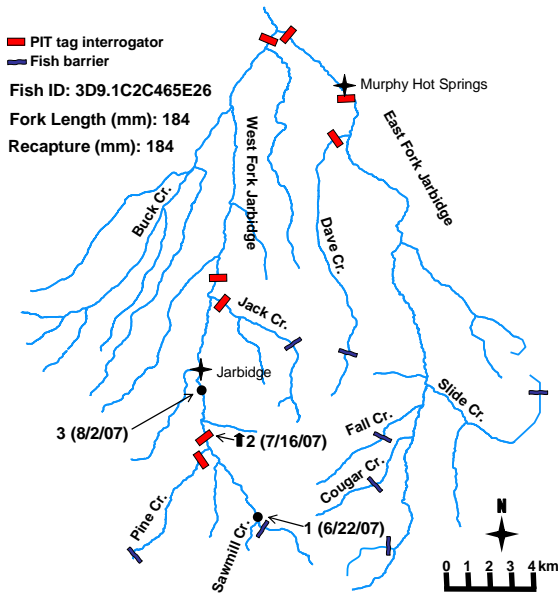 PIT tag interrogator
Fish barrier
Fish ID: 3D9.1C2C465E26
Fork Length (mm): 184
Recapture (mm): 184
Murphy Hot Springs
West Fork Jarbidge
East Fork Jarbidge
Buck Cr.
Dave Cr.
Jack Cr.
Jarbidge
Slide Cr.
3 (8/2/07)
Fall Cr.
⬆2 (7/16/07)
Cougar Cr.
Pine Cr.
Sawmill Cr.
1 (6/22/07)
N
0 1 2 3 4 km